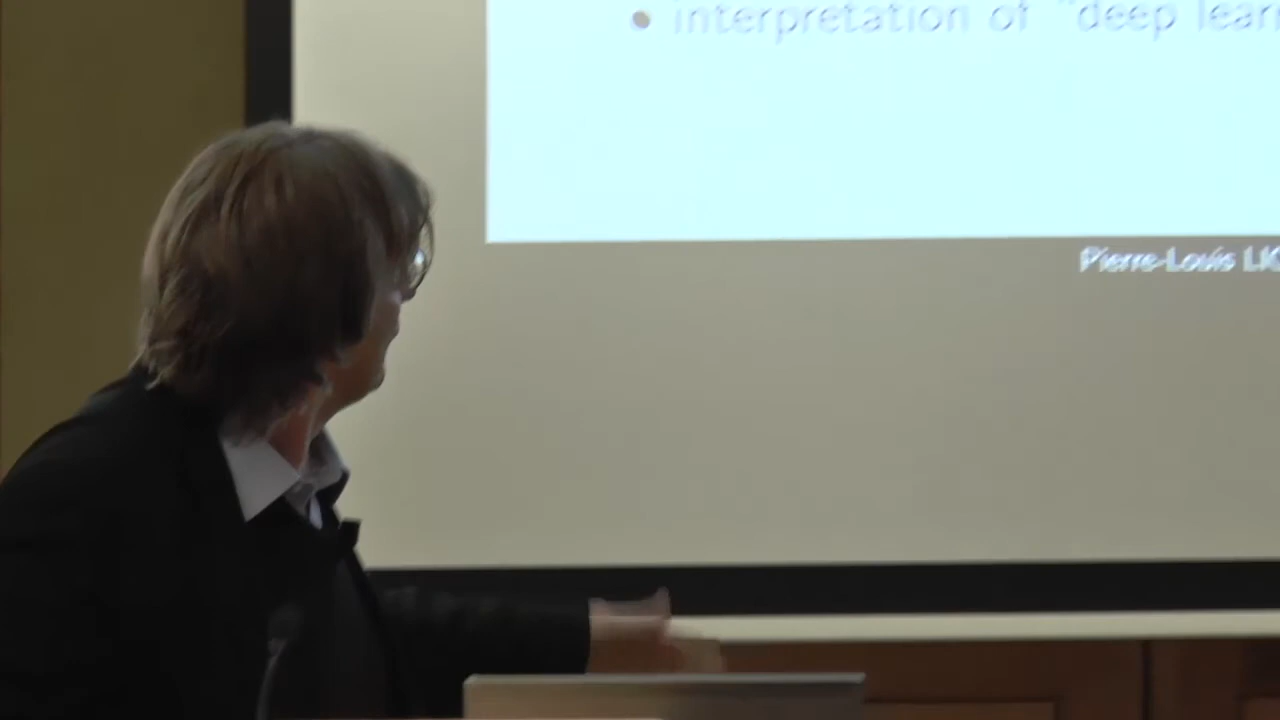 • interpretation of "deep
Pierre-Louis